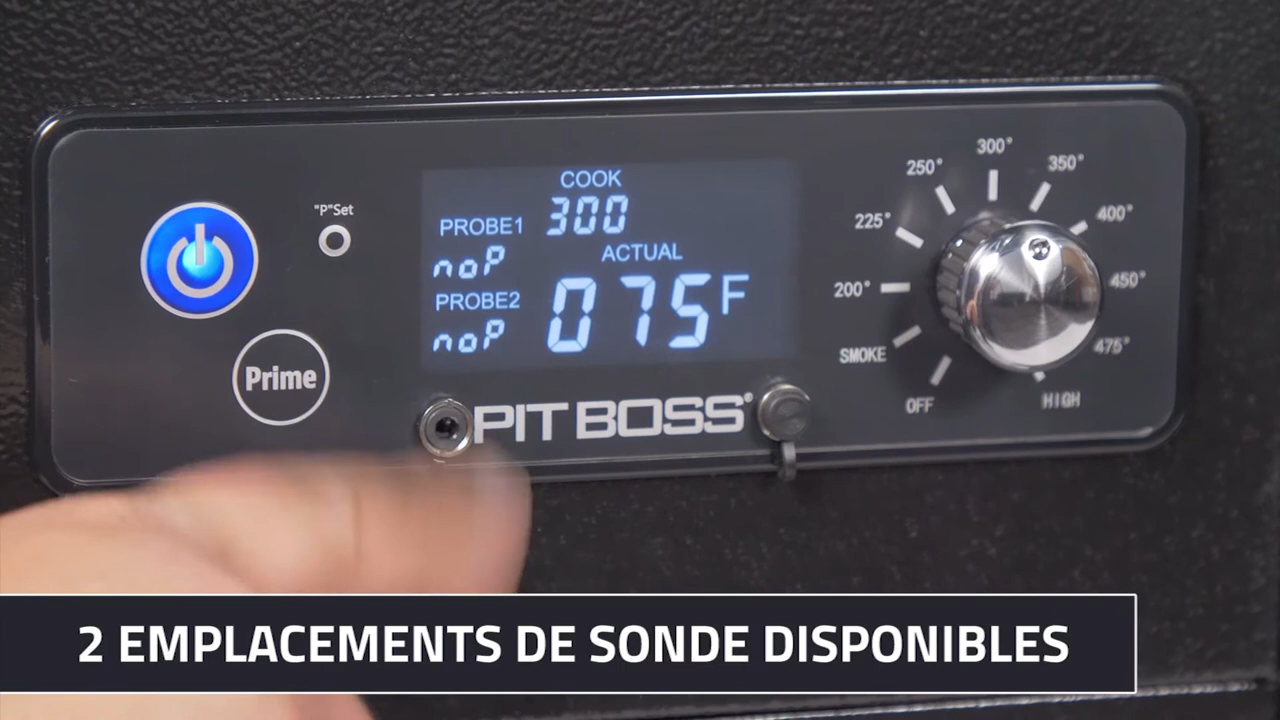 "P"Set
Prime
COOK
300
PROBE1
noP
ACTUAL
075F
PROBE2
noP
PIT BOSS®
OFF
SMOKE
200°
225°
250°
300°
350°
400°
450°
475°
HIGH
2 EMPLACEMENTS DE SONDE DISPONIBLES